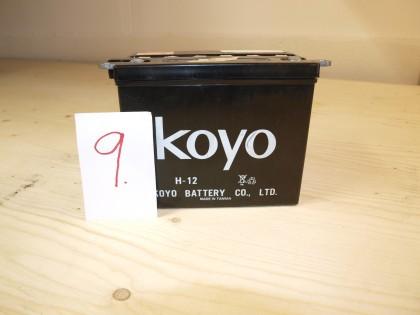 9.
koyo
H-12
KOYO BATTERY CO., LTD.
MADE IN TAIWAN